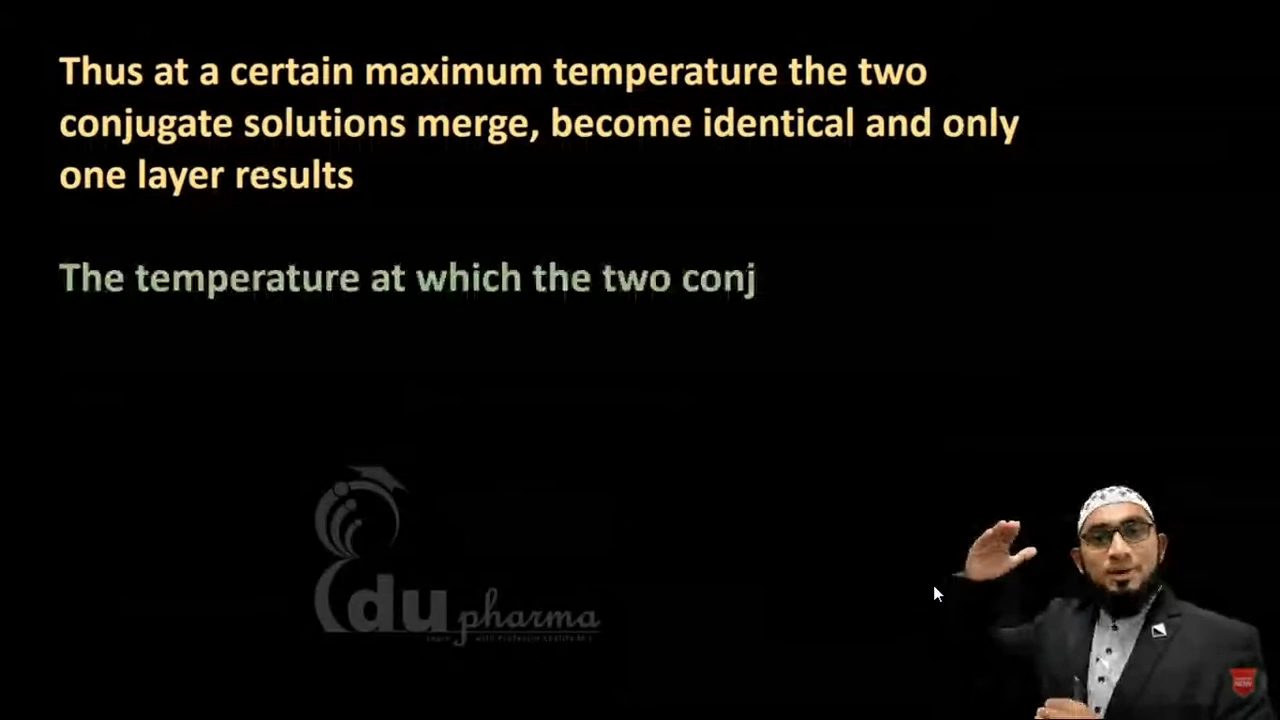 Thus at a certain maximum temperature the two
conjugate solutions merge, become identical and only
one layer results
The temperature at which the two conj
Edu pharma